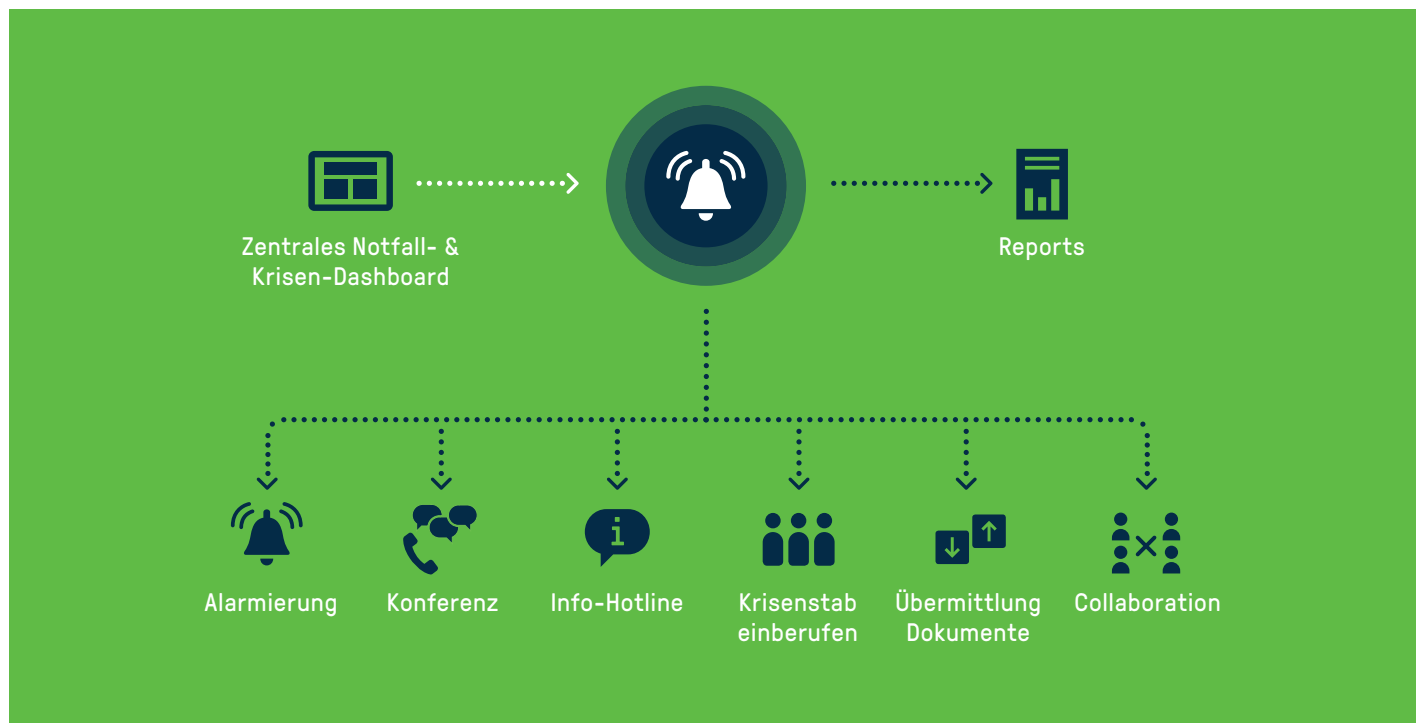 Zentrales Notfall- &
Krisen-Dashboard
Reports
Alarmierung
Konferenz
Info-Hotline
Krisenstab
einberufen
Übermittlung
Dokumente
Collaboration